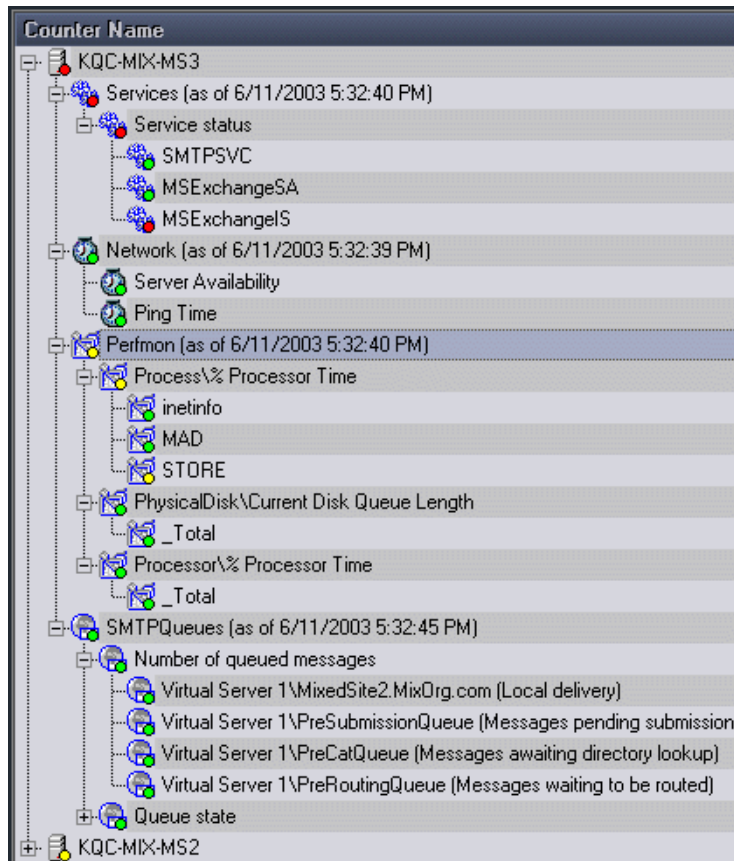 Counter Name
KQC-MIX-MS3
Services (as of 6/11/2003 5:32:40 PM)
Service status
SMTPSVC
MSExchangeSA
MSExchangeIS
Network (as of 6/11/2003 5:32:39 PM)
Server Availability
Ping Time
Perfmon (as of 6/11/2003 5:32:40 PM)
Process\% Processor Time
inetinfo
MAD
STORE
PhysicalDisk\Current Disk Queue Length
_Total
Processor\% Processor Time
_Total
SMTPQueues (as of 6/11/2003 5:32:45 PM)
Number of queued messages
Virtual Server 1\MixedSite2.MixOrg.com (Local delivery)
Virtual Server 1\PreSubmissionQueue (Messages pending submission
Virtual Server 1\PreCatQueue (Messages awaiting directory lookup)
Virtual Server 1\PreRoutingQueue (Messages waiting to be routed)
Queue state
KQC-MIX-MS2